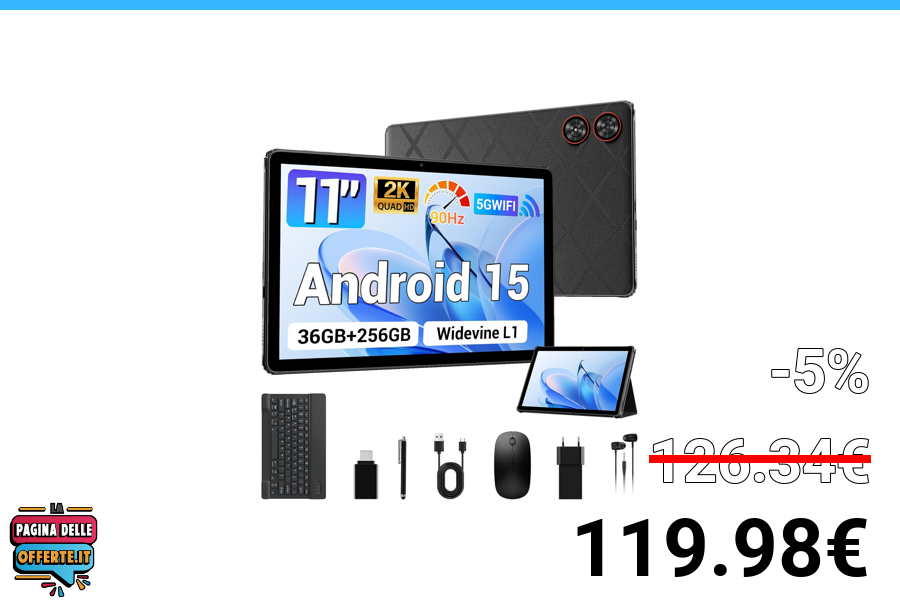 11”
2K
QUAD HD
90Hz
5GWIFI
Android 15
36GB+256GB
Widevine L1
-5%
126.34€
119.98€
LA
PAGINA DELLE
OFFERTE.IT